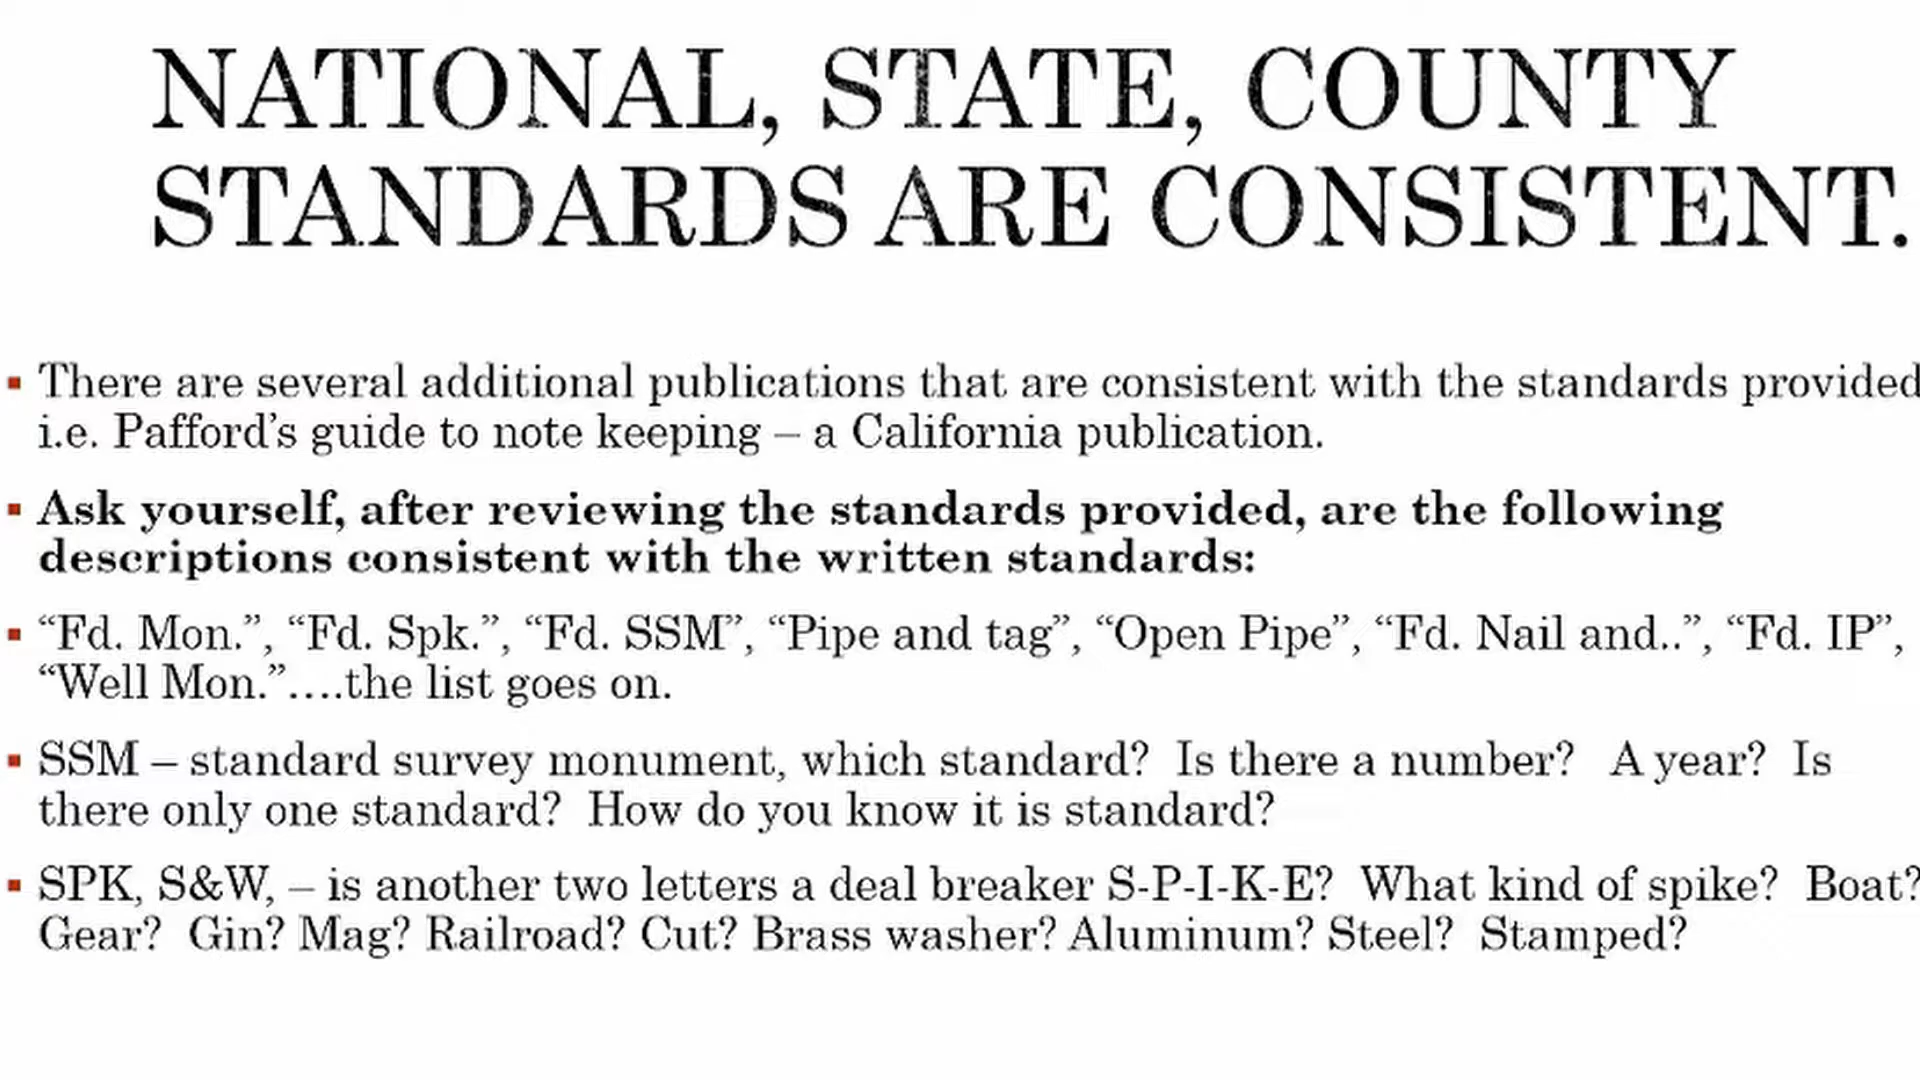 NATIONAL, STATE, COUNTY
STANDARDS ARE CONSISTENT.
▪ There are several additional publications that are consistent with the standards provided
i.e. Pafford’s guide to note keeping – a California publication.
▪ Ask yourself, after reviewing the standards provided, are the following
descriptions consistent with the written standards:
▪ “Fd. Mon.”, “Fd. Spk.”, “Fd. SSM”, “Pipe and tag”, “Open Pipe”, “Fd. Nail and..”, “Fd. IP”,
“Well Mon.”….the list goes on.
▪ SSM – standard survey monument, which standard?  Is there a number?   A year?  Is
there only one standard?  How do you know it is standard?
▪ SPK, S&W, – is another two letters a deal breaker S-P-I-K-E?  What kind of spike?  Boat?
Gear?  Gin? Mag? Railroad? Cut? Brass washer? Aluminum? Steel?  Stamped?